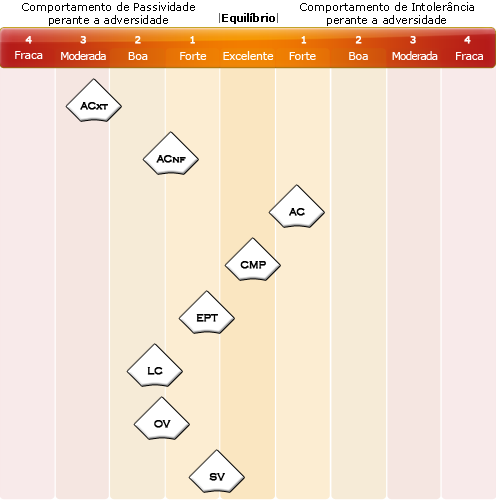 Comportamento de Passividade
perante a adversidade
|Equilíbrio|
Comportamento de Intolerância
perante a adversidade
4 3 2 1 1 2 3 4
Fraca Moderada Boa Forte Excelente Forte Boa Moderada Fraca
ACXT
ACNF
AC
CMP
EPT
LC
OV
SV